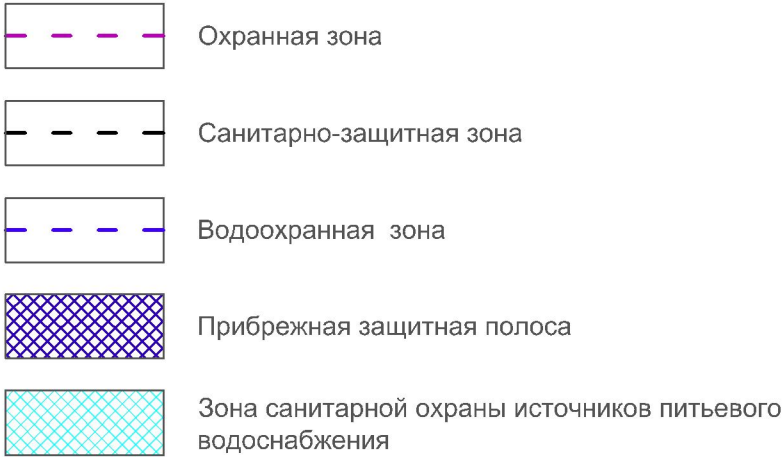 Охранная зона
Санитарно-защитная зона
Водоохранная зона
Прибрежная защитная полоса
Зона санитарной охраны источников питьевого
водоснабжения